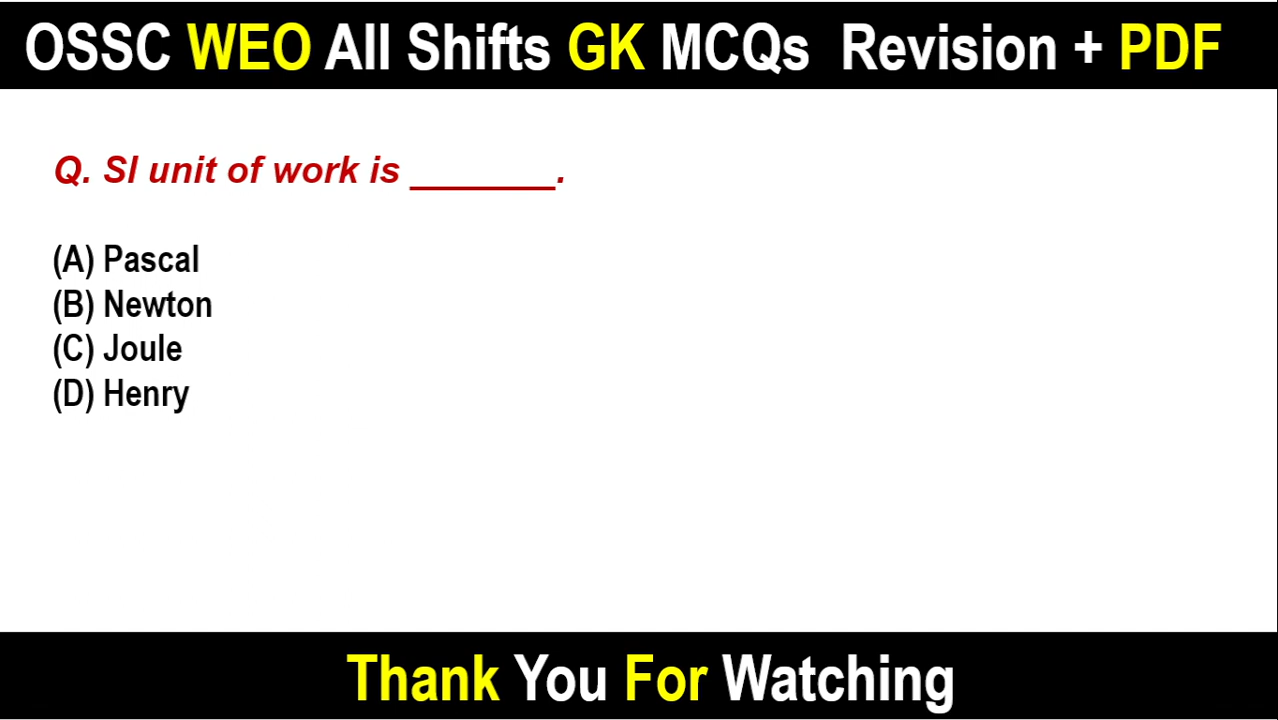 OSSC WEO All Shifts GK MCQs Revision + PDF
Q. SI unit of work is _______.
(A) Pascal
(B) Newton
(C) Joule
(D) Henry
Thank You For Watching